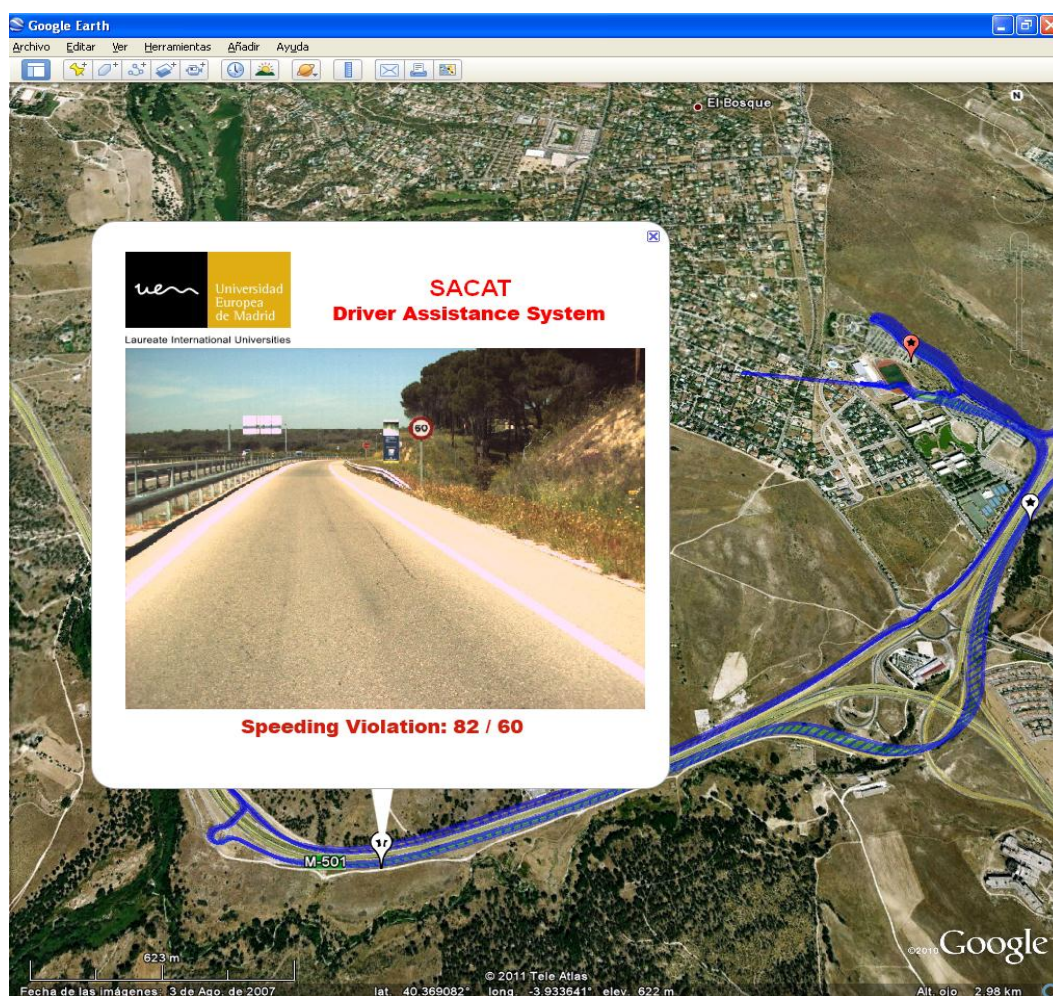 Google Earth
Archivo Editar Ver Herramientas Añadir Ayuda
El Bosque
N
uem
Universidad
Europea
de Madrid
Laureate International Universities
SACAT
Driver Assistance System
60
Speeding Violation: 82 / 60
M-501
623 m
©2010 Google
© 2011 Tele Atlas
Fecha de las imágenes: 3 de Ago. de 2007 lat. 40.369082° long. -3.933641° elev. 622 m Alt. ojo 2.98 km